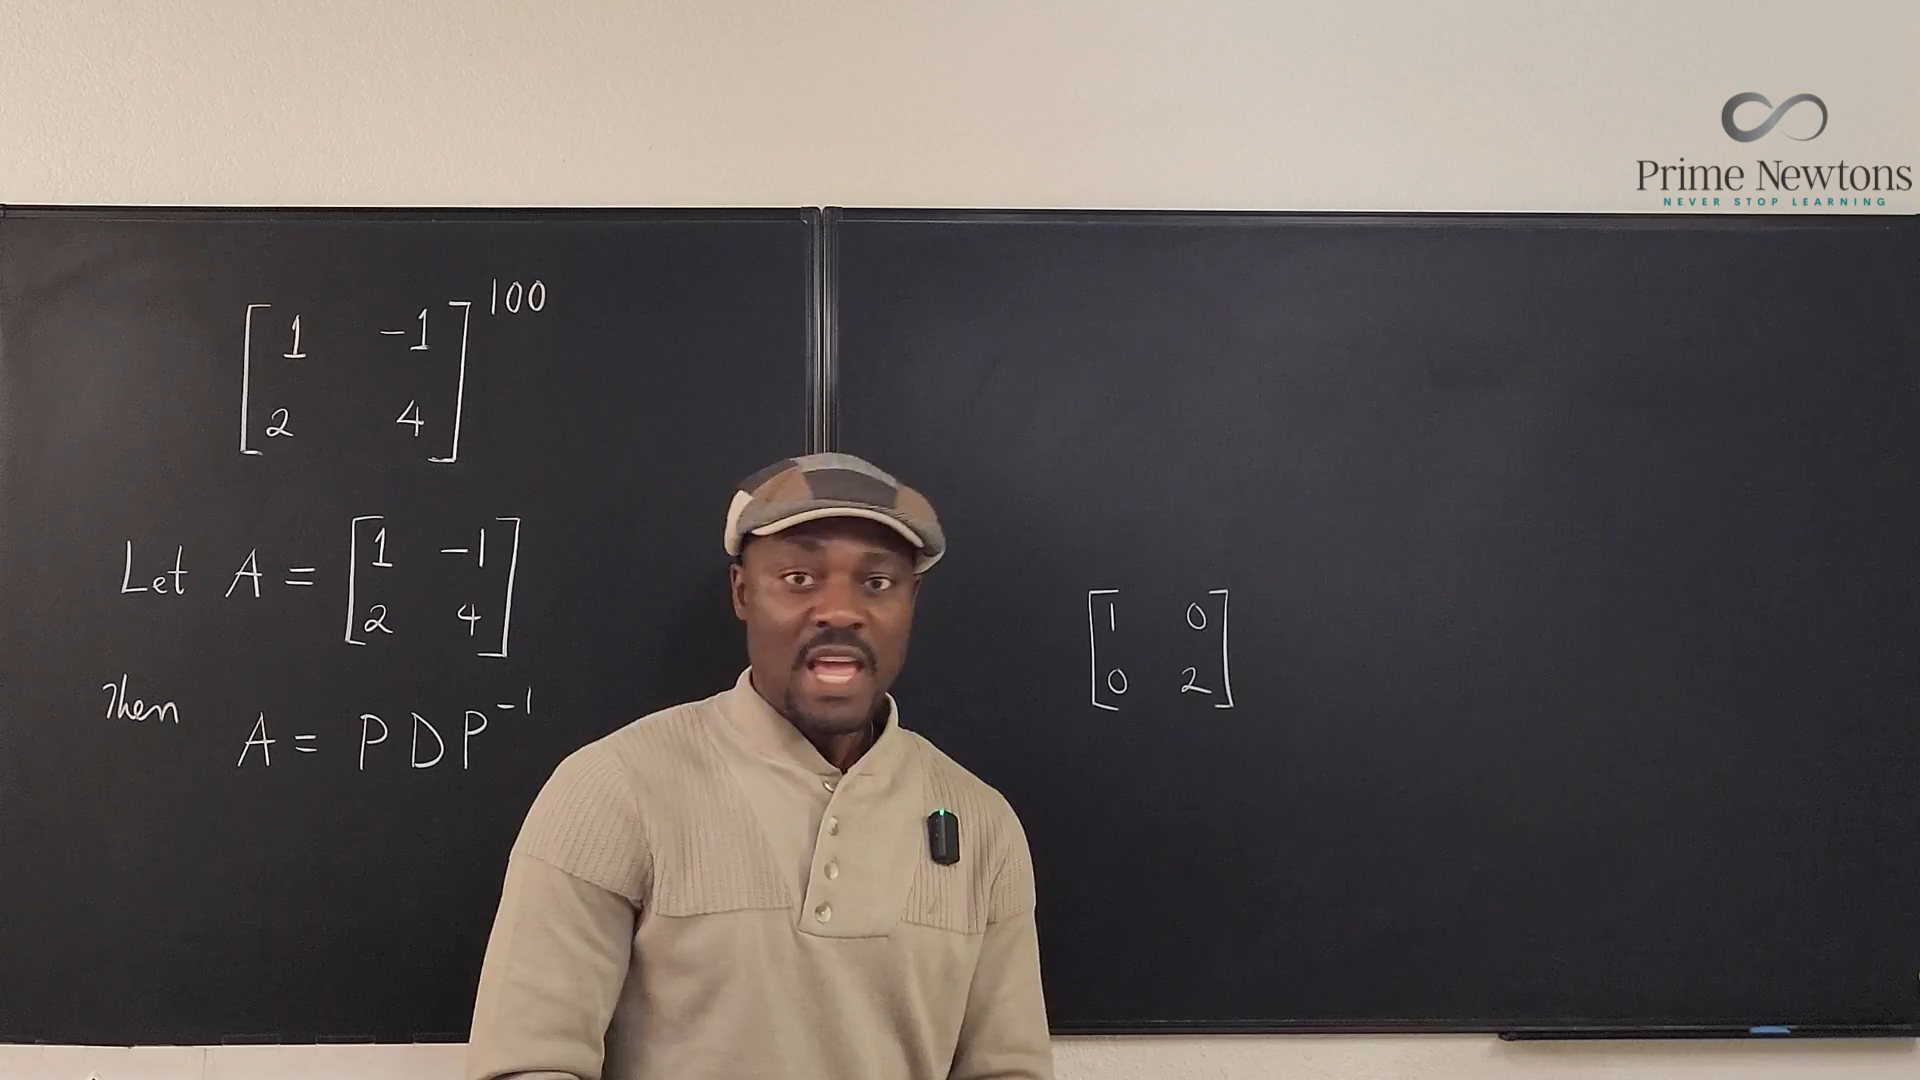 Prime Newtons
NEVER STOP LEARNING
[ 1 -1 ] 100
[ 2 4 ]
Let A = [ 1 -1 ]
[ 2 4 ]
Then A = P D P^-1
[ 1 0 ]
[ 0 2 ]